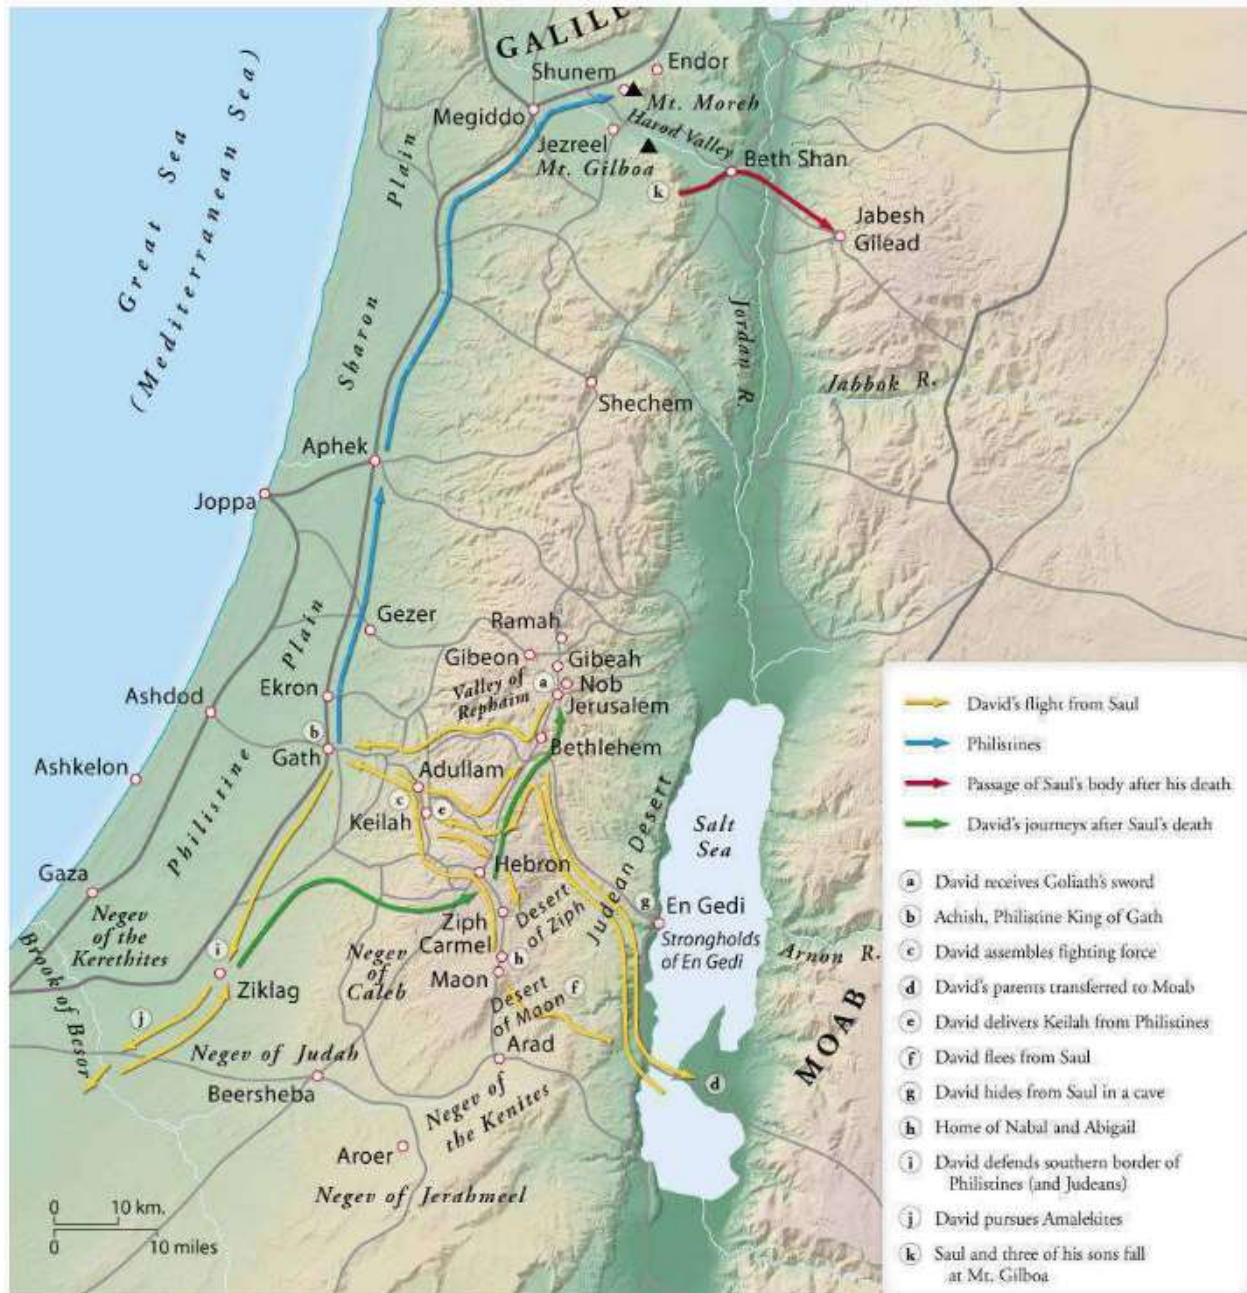 GALILE
Endor
Shunem
Mt. Moreh
Megiddo
Harod Valley
Jezreel
Mt. Gilboa
Beth Shan
k
Jabesh
Gilead
Great Sea
(Mediterranean Sea)
Sharon Plain
Jordan R.
Jabbok R.
Shechem
Aphek
Joppa
Gezer
Ramah
Gibeon
Gibeah
Valley of
Rephaim
a
Nob
Jerusalem
Ekron
Ashdod
b
Gath
Bethlehem
Ashkelon
Adullam
c
e
Keilah
Philistine Plain
Salt
Sea
Judean Desert
Hebron
Gaza
Ziph
Desert
of Ziph
g
En Gedi
Strongholds
of En Gedi
Carmel
h
Maon
Negev
of the
Kerethites
Brook of Besor
i
Ziklag
Negev
of
Caleb
Desert
of Maon
f
Arnon R.
MOAB
j
Negev of Judah
Arad
Beersheba
Negev of
the Kenites
d
Aroer
Negev of Jerahmeel
0 10 km.
0 10 miles
David's flight from Saul
Philistines
Passage of Saul's body after his death
David's journeys after Saul's death
a David receives Goliath's sword
b Achish, Philistine King of Gath
c David assembles fighting force
d David's parents transferred to Moab
e David delivers Keilah from Philistines
f David flees from Saul
g David hides from Saul in a cave
h Home of Nabal and Abigail
i David defends southern border of
Philistines (and Judeans)
j David pursues Amalekites
k Saul and three of his sons fall
at Mt. Gilboa